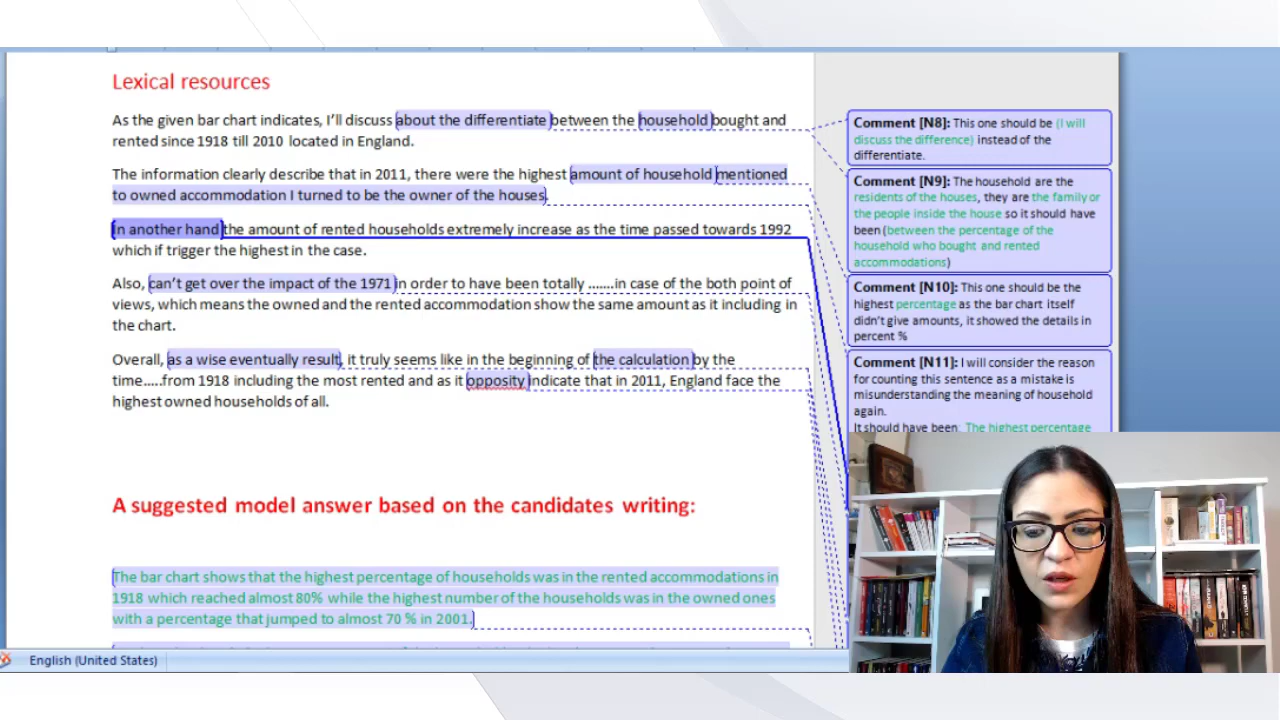 Lexical resources
As the given bar chart indicates, I'll discuss about the differentiate between the household bought and
rented since 1918 till 2010 located in England.
The information clearly describe that in 2011, there were the highest amount of household mentioned
to owned accommodation I turned to be the owner of the houses.
In another hand the amount of rented households extremely increase as the time passed towards 1992
which if trigger the highest in the case.
Also, can't get over the impact of the 1971 in order to have been totally .......in case of the both point of
views, which means the owned and the rented accommodation show the same amount as it including in
the chart.
Overall, as a wise eventually result, it truly seems like in the beginning of the calculation by the
time.....from 1918 including the most rented and as it opposity indicate that in 2011, England face the
highest owned households of all.
A suggested model answer based on the candidates writing:
The bar chart shows that the highest percentage of households was in the rented accommodations in
1918 which reached almost 80% while the highest number of the households was in the owned ones
with a percentage that jumped to almost 70 % in 2001.
English (United States)
Comment [N8]: This one should be (I will
discuss the difference) instead of the
differentiate.
Comment [N9]: The household are the
residents of the houses, they are the family or
the people inside the house so it should have
been (between the percentage of the
household who bought and rented
accommodations)
Comment [N10]: This one should be the
highest percentage as the bar chart itself
didn't give amounts, it showed the details in
percent %
Comment [N11]: I will consider the reason
for counting this sentence as a mistake is
misunderstanding the meaning of household
again.
It should have been: The highest percentage